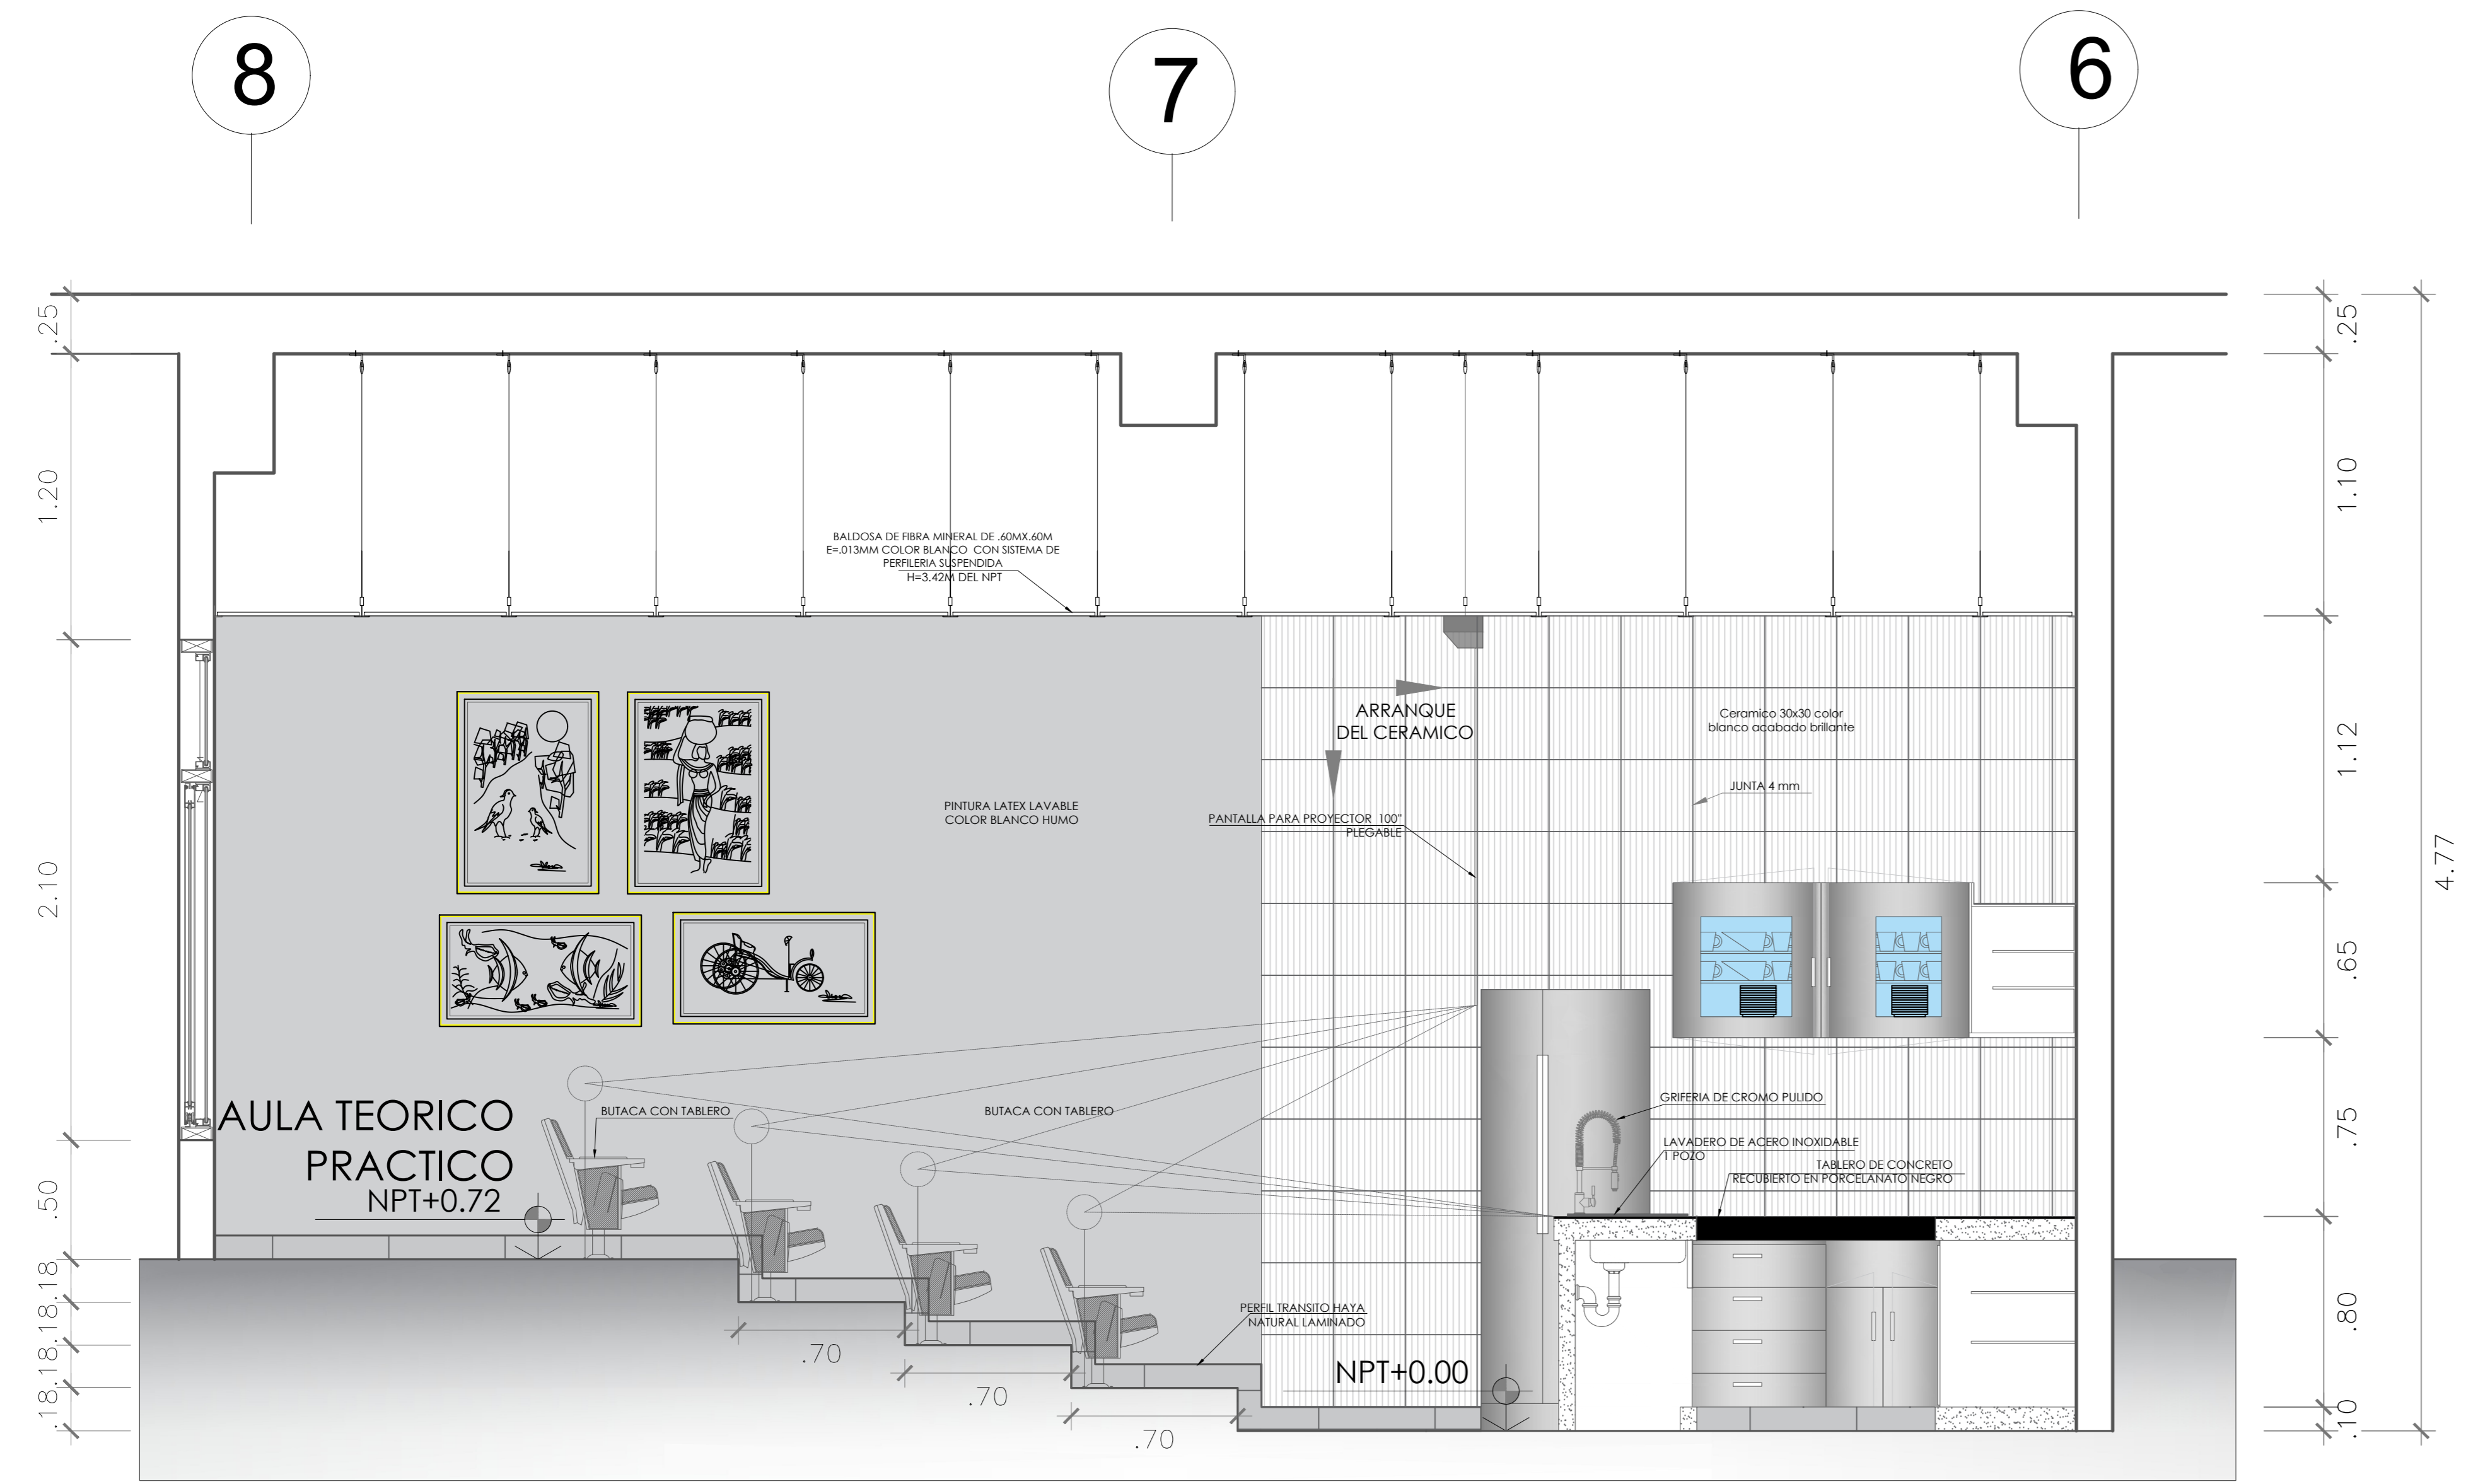 8
7
6
.25
1.20
2.10
.50
.18
.18
.18
.18
BALDOSA DE FIBRA MINERAL DE .60MX.60M
E=.013MM COLOR BLANCO CON SISTEMA DE
PERFILERIA SUSPENDIDA
H=3.42M DEL NPT
PINTURA LATEX LAVABLE
COLOR BLANCO HUMO
ARRANQUE
DEL CERAMICO
Ceramico 30x30 color
blanco acabado brillante
JUNTA 4 mm
PANTALLA PARA PROYECTOR 100"
PLEGABLE
AULA TEORICO
PRACTICO
NPT+0.72
BUTACA CON TABLERO
BUTACA CON TABLERO
GRIFERIA DE CROMO PULIDO
LAVADERO DE ACERO INOXIDABLE
1 POZO
TABLERO DE CONCRETO
RECUBIERTO EN PORCELANATO NEGRO
PERFIL TRANSITO HAYA
NATURAL LAMINADO
NPT+0.00
.70
.70
.70
.25
1.10
1.12
.65
.75
.80
.10
4.77